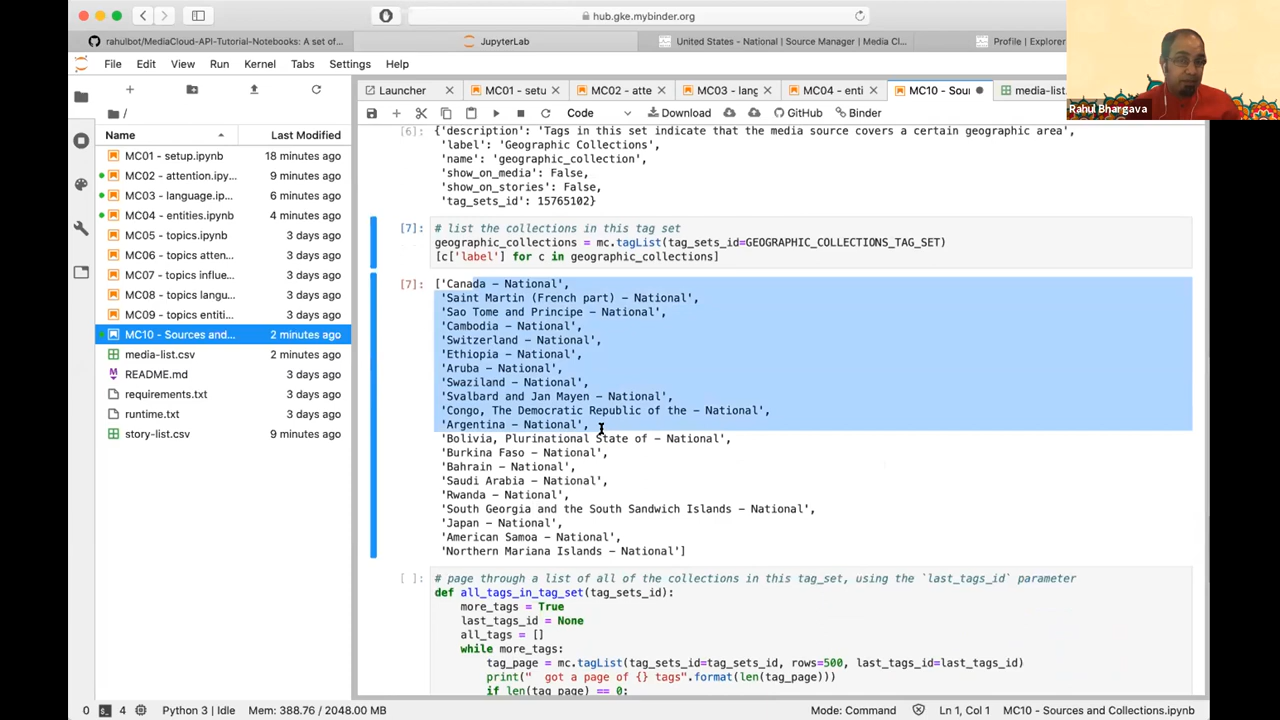 hub.gke.mybinder.org
rahulbot/MediaCloud-API-Tutorial-Notebooks: A set of...
JupyterLab
United States - National | Source Manager | Media Cl...
Profile | Explorer
File Edit View Run Kernel Tabs Settings Help
Rahul Bhargava
Launcher
MC01 - setu
MC02 - atte
MC03 - lang
MC04 - enti
MC10 - Sou
media-list.
Code
Download
GitHub
Binder
/
Name Last Modified
MC01 - setup.ipynb 18 minutes ago
MC02 - attention.ipy... 9 minutes ago
MC03 - language.ip... 6 minutes ago
MC04 - entities.ipynb 4 minutes ago
MC05 - topics.ipynb 3 days ago
MC06 - topics atten... 3 days ago
MC07 - topics influe... 3 days ago
MC08 - topics langu... 3 days ago
MC09 - topics entiti... 3 days ago
MC10 - Sources and... 2 minutes ago
media-list.csv 2 minutes ago
README.md 3 days ago
requirements.txt 3 days ago
runtime.txt 3 days ago
story-list.csv 9 minutes ago
[6]: {'description': 'Tags in this set indicate that the media source covers a certain geographic area',
'label': 'Geographic Collections',
'name': 'geographic_collection',
'show_on_media': False,
'show_on_stories': False,
'tag_sets_id': 15765102}
[7]: # list the collections in this tag set
geographic_collections = mc.tagList(tag_sets_id=GEOGRAPHIC_COLLECTIONS_TAG_SET)
[c['label'] for c in geographic_collections]
[7]: ['Canada - National',
'Saint Martin (French part) - National',
'Sao Tome and Principe - National',
'Cambodia - National',
'Switzerland - National',
'Ethiopia - National',
'Aruba - National',
'Swaziland - National',
'Svalbard and Jan Mayen - National',
'Congo, The Democratic Republic of the - National',
'Argentina - National',
'Bolivia, Plurinational State of - National',
'Burkina Faso - National',
'Bahrain - National',
'Saudi Arabia - National',
'Rwanda - National',
'South Georgia and the South Sandwich Islands - National',
'Japan - National',
'American Samoa - National',
'Northern Mariana Islands - National']
[ ]: # page through a list of all of the collections in this tag_set, using the `last_tags_id` parameter
def all_tags_in_tag_set(tag_sets_id):
more_tags = True
last_tags_id = None
all_tags = []
while more_tags:
tag_page = mc.tagList(tag_sets_id=tag_sets_id, rows=500, last_tags_id=last_tags_id)
print("  got a page of {} tags".format(len(tag_page)))
if len(tag_page) == 0:
0 4 Python 3 | Idle Mem: 388.76 / 2048.00 MB Mode: Command Ln 1, Col 1 MC10 - Sources and Collections.ipynb